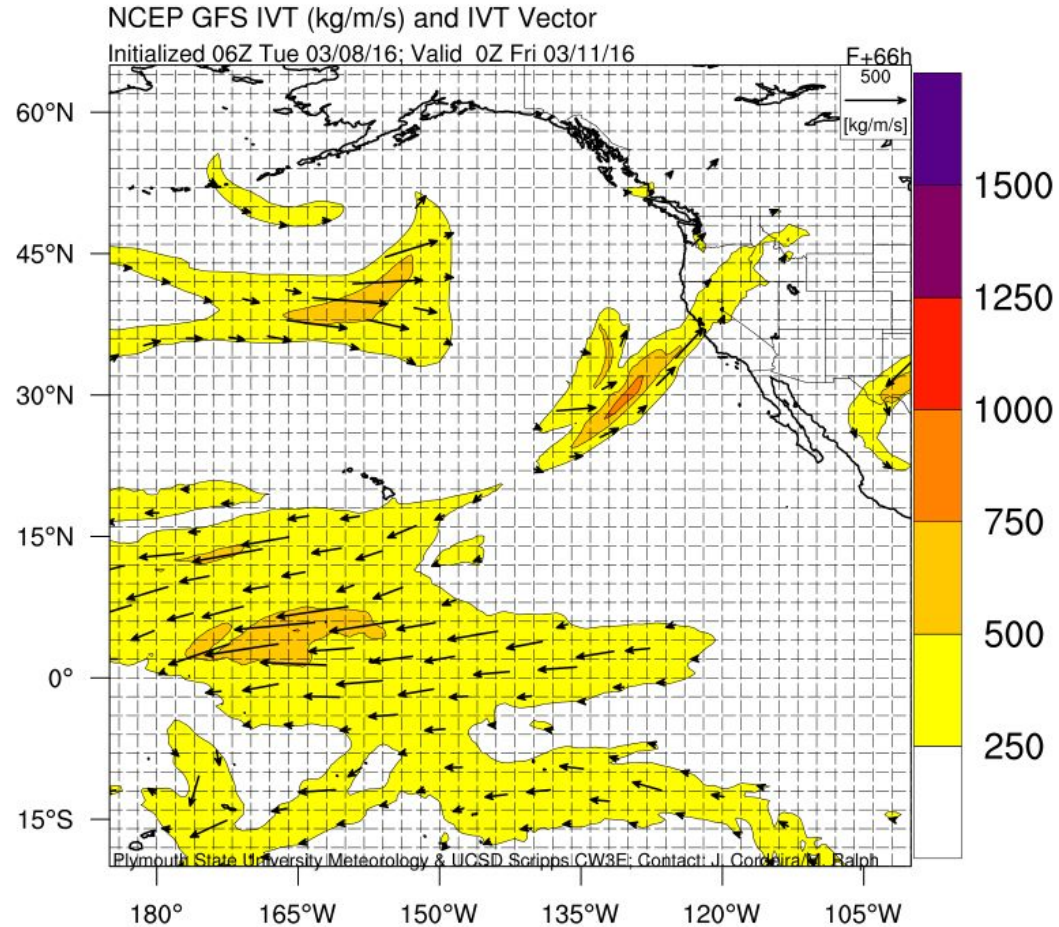 NCEP GFS IVT (kg/m/s) and IVT Vector
Initialized 06Z Tue 03/08/16; Valid 0Z Fri 03/11/16
F+66h
500
[kg/m/s]
60°N
45°N
30°N
15°N
0°
15°S
1500
1250
1000
750
500
250
Plymouth State University Meteorology & UCSD Scripps CW3E; Contact: J. Cordeira/M. Ralph
180°
165°W
150°W
135°W
120°W
105°W